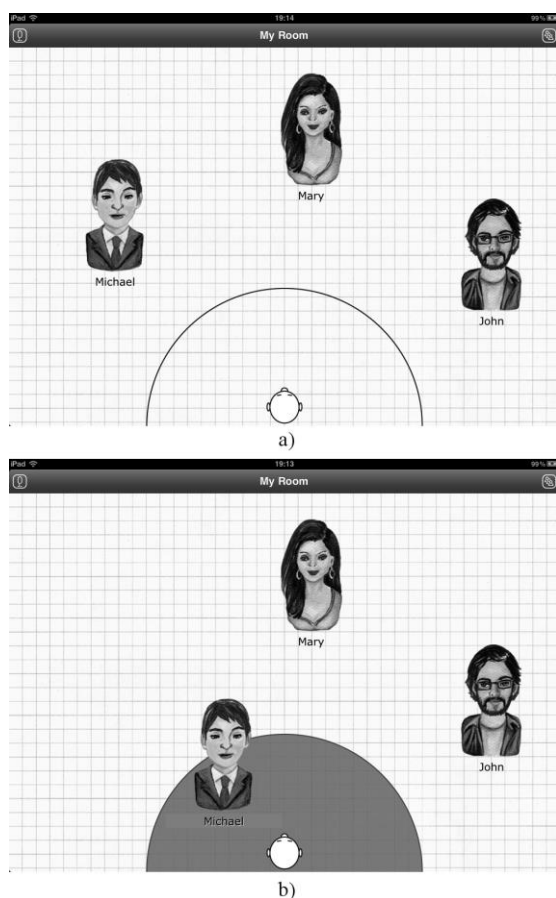 iPad 19:14 99%
My Room
Mary
Michael
John
a)
iPad 19:13 99%
My Room
Mary
John
Michael
b)